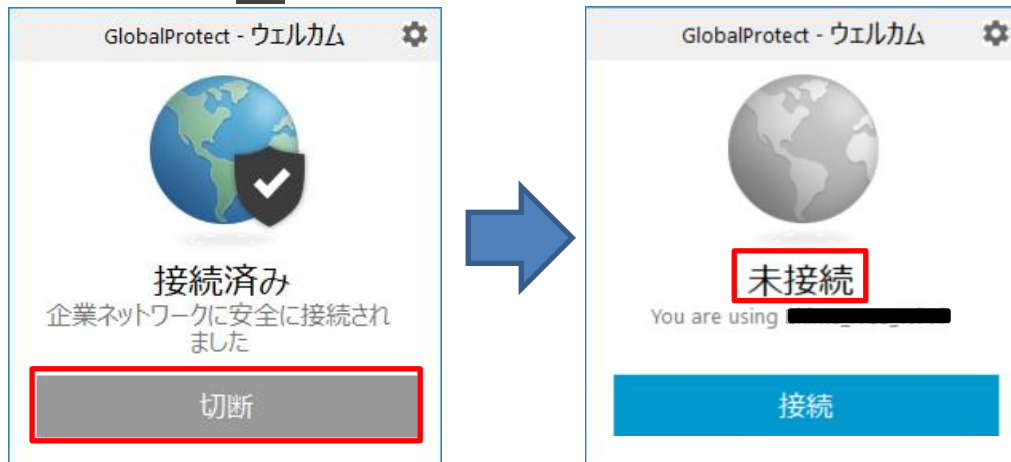 GlobalProtect - ウェルカム
接続済み
企業ネットワークに安全に接続され
ました
切断
GlobalProtect - ウェルカム
未接続
You are using
接続